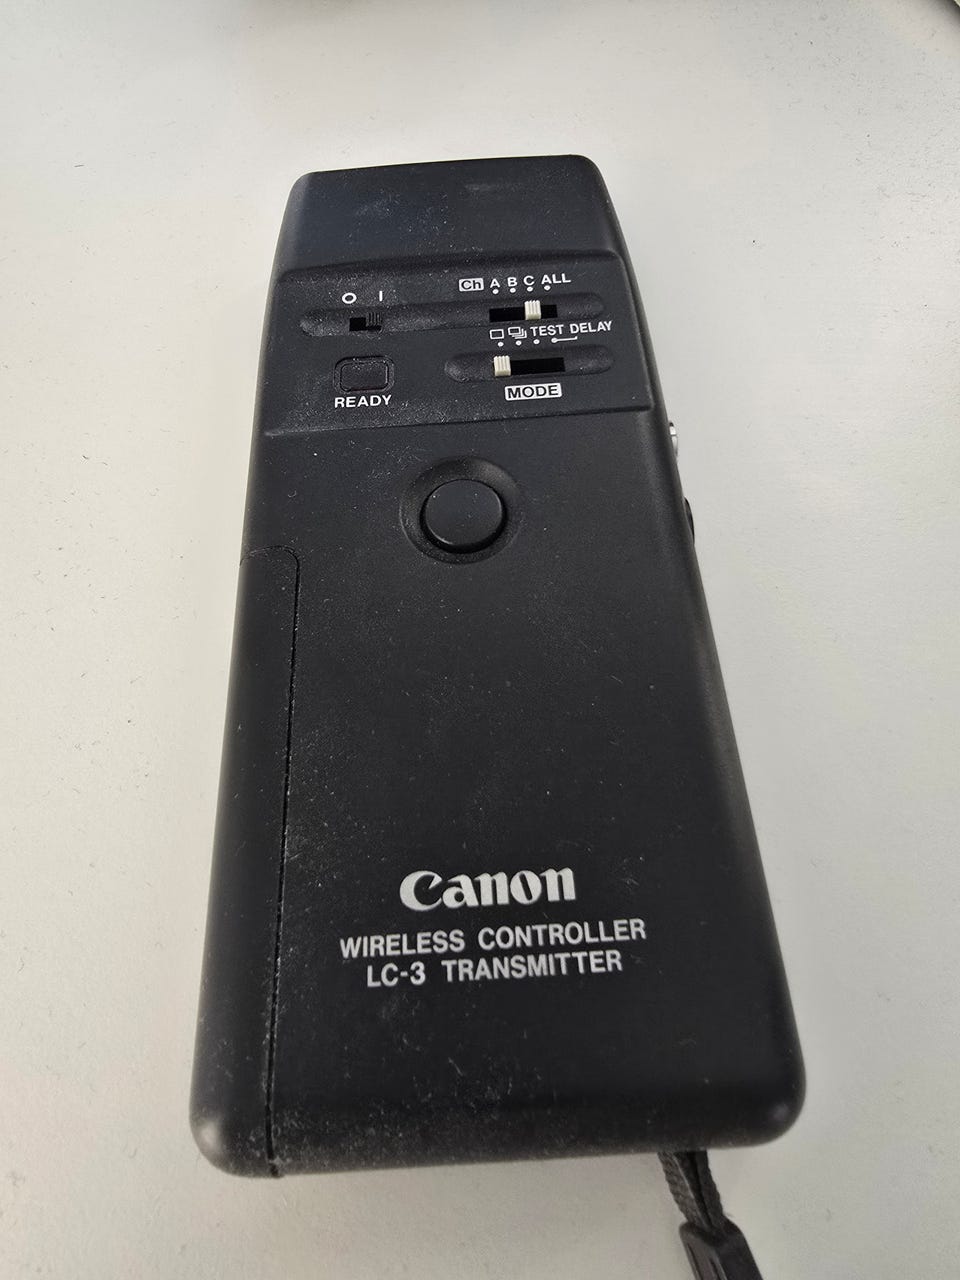 O I
Ch A B C ALL
TEST DELAY
READY
MODE
Canon
WIRELESS CONTROLLER
LC-3 TRANSMITTER